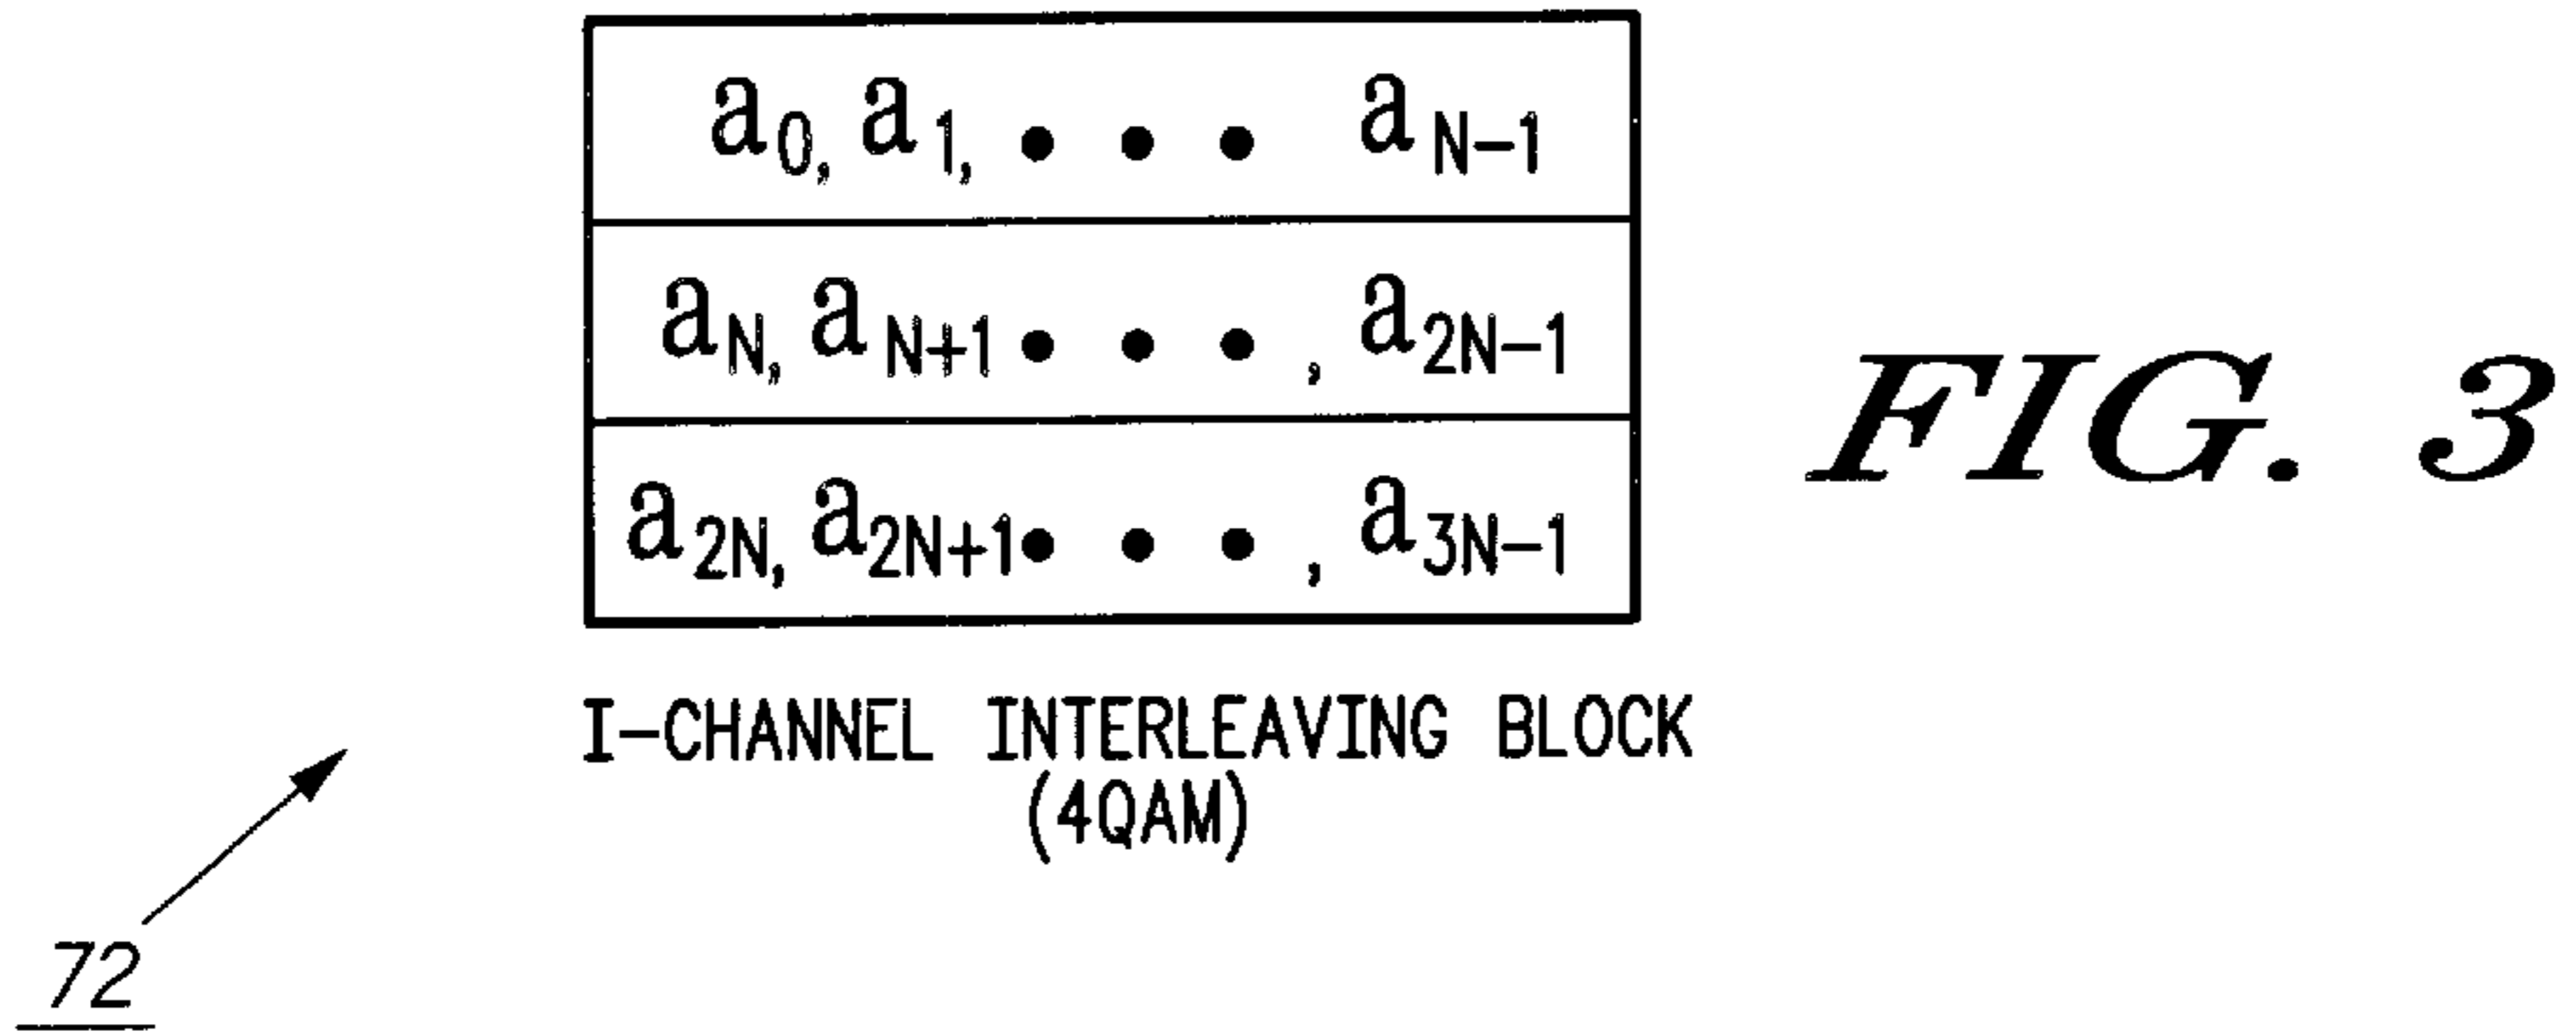 a0, a1, • • • aN-1
aN, aN+1 • • • , a2N-1
a2N, a2N+1 • • • , a3N-1
FIG. 3
I-CHANNEL INTERLEAVING BLOCK
(4QAM)
72